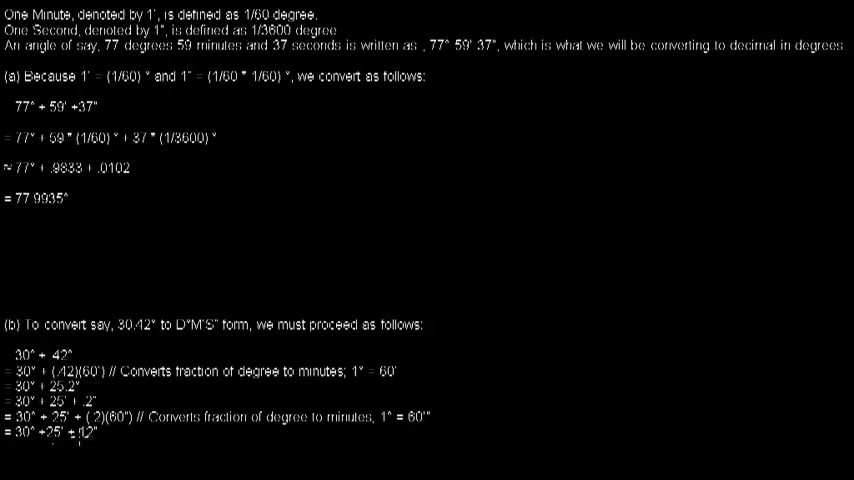 One Minute, denoted by 1', is defined as 1/60 degree.
One Second, denoted by 1", is defined as 1/3600 degree
An angle of say, 77 degrees 59 minutes and 37 seconds is written as , 77° 59' 37", which is what we will be converting to decimal in degrees.
(a) Because 1' = (1/60) ° and 1" = (1/60 * 1/60) °, we convert as follows:
77° + 59' +37"
= 77° + 59 * (1/60) ° + 37 * (1/3600) °
≈ 77° + .9833 + .0102
= 77.9935°
(b) To convert say, 30.42° to D°M'S" form, we must proceed as follows:
30° + .42°
= 30° + (.42)(60') // Converts fraction of degree to minutes; 1° = 60'
= 30° + 25.2'
= 30° + 25' + .2'
= 30° + 25' + (.2)(60") // Converts fraction of degree to minutes, 1^ = 60'"
= 30° +25' + 12"